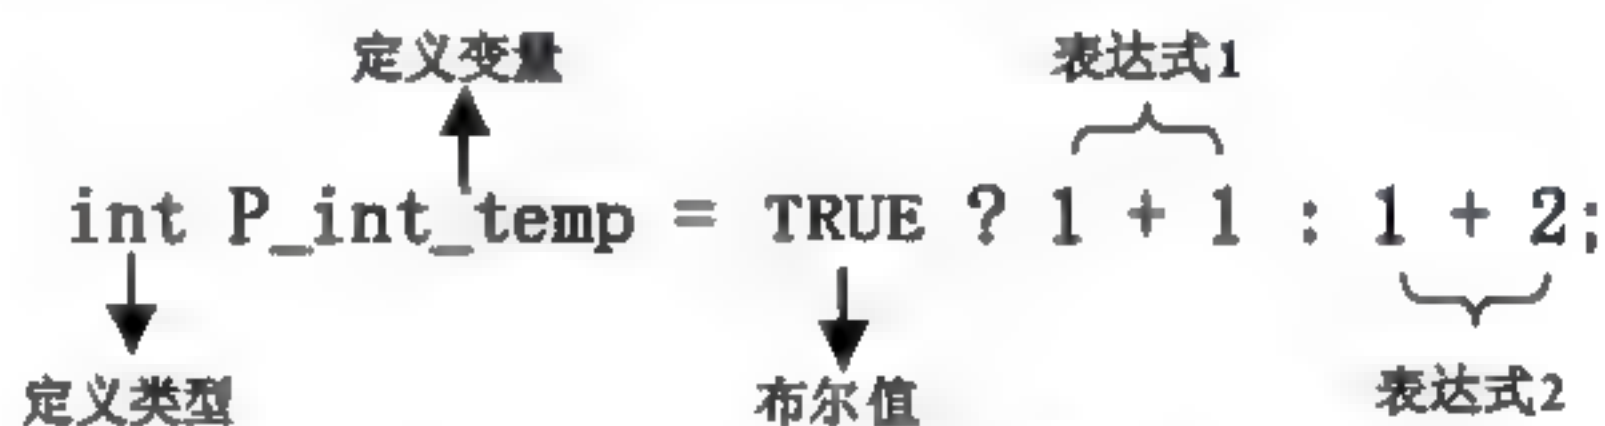 定义变量 表达式1
int P_int_temp = TRUE ? 1 + 1 : 1 + 2;
定义类型 布尔值 表达式2